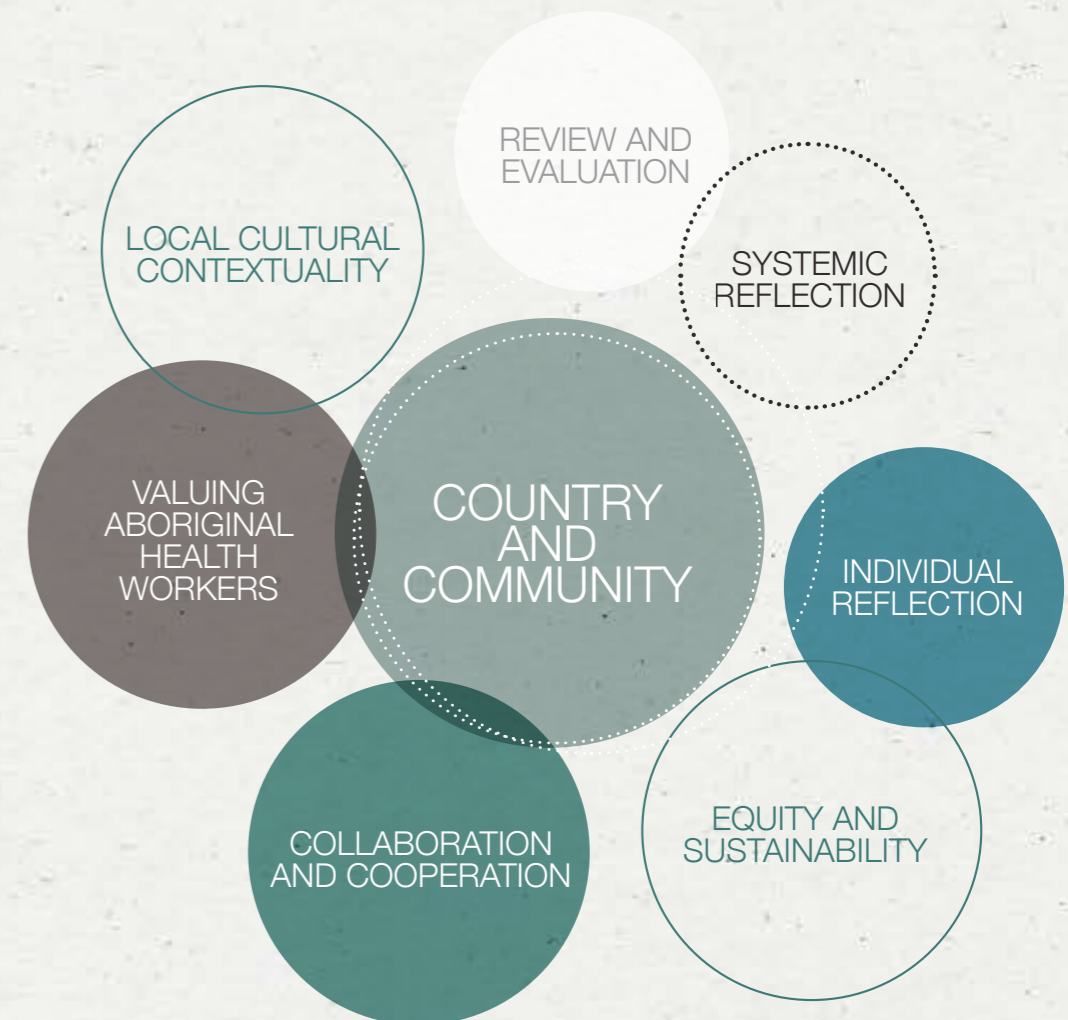 REVIEW AND
EVALUATION
LOCAL CULTURAL
CONTEXTUALITY
SYSTEMIC
REFLECTION
VALUING
ABORIGINAL
HEALTH
WORKERS
COUNTRY
AND
COMMUNITY
INDIVIDUAL
REFLECTION
COLLABORATION
AND COOPERATION
EQUITY AND
SUSTAINABILITY